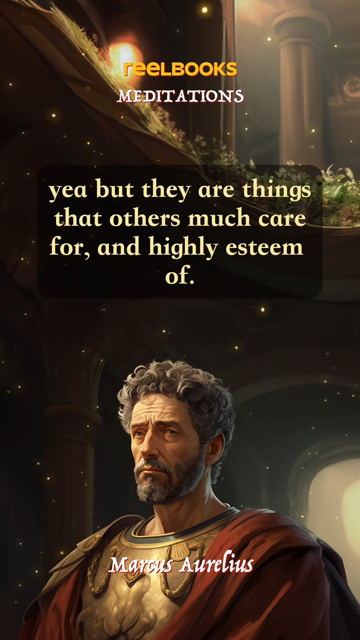 reelBOOKS
MEDITATIONS
yea but they are things
that others much care
for, and highly esteem
of.
Marcus Aurelius